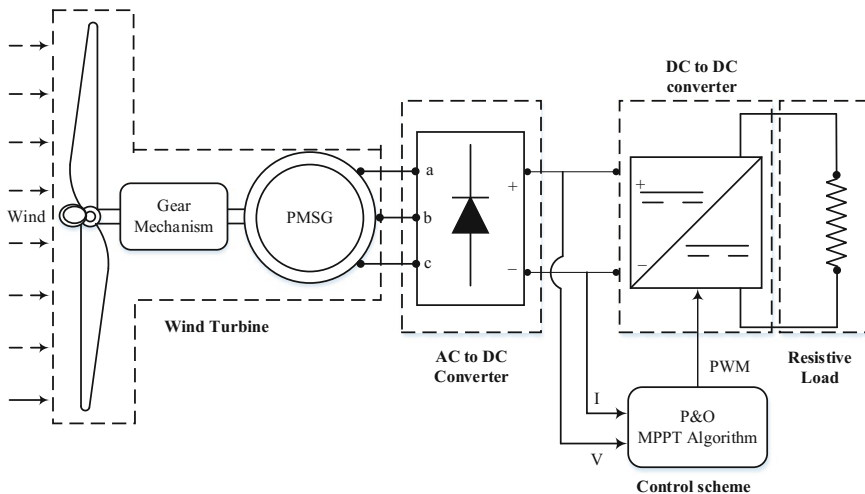 DC to DC
converter
Wind
Gear
Mechanism
PMSG
a
b
c
+
−
+
−
Wind Turbine
AC to DC
Converter
PWM
Resistive
Load
I
V
P&O
MPPT Algorithm
Control scheme